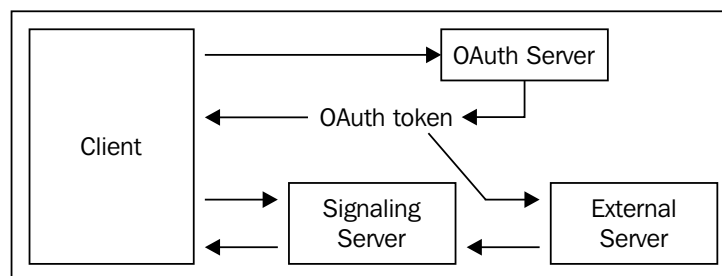 OAuth Server
OAuth token
Client
Signaling
Server
External
Server